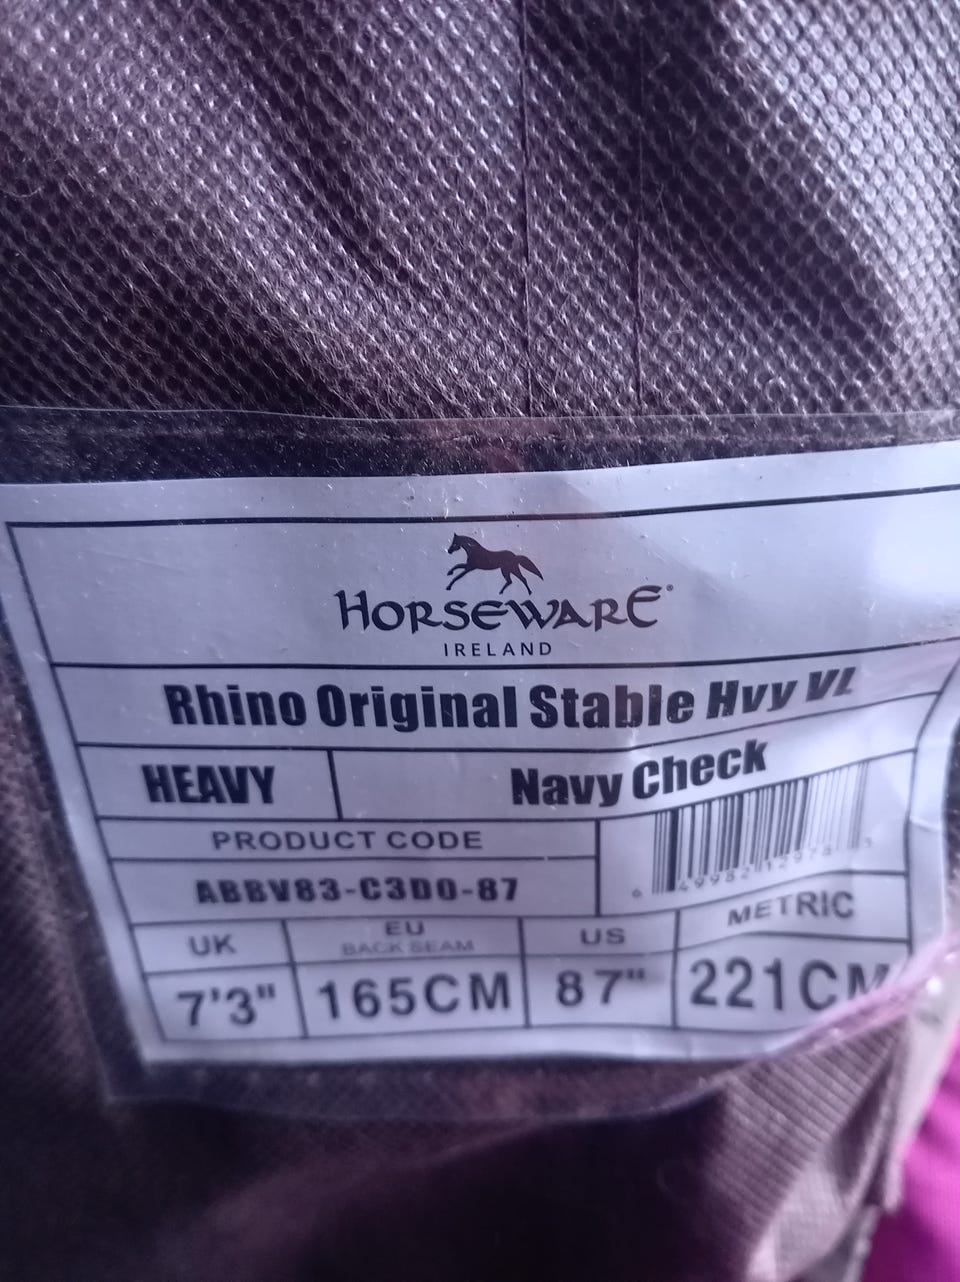 HORSEWARE®
IRELAND
Rhino Original Stable Hvy VL
HEAVY
Navy Check
PRODUCT CODE
ABBV83-C3D0-87
UK
EU
BACK SEAM
US
METRIC
7'3"
165CM
87"
221CM